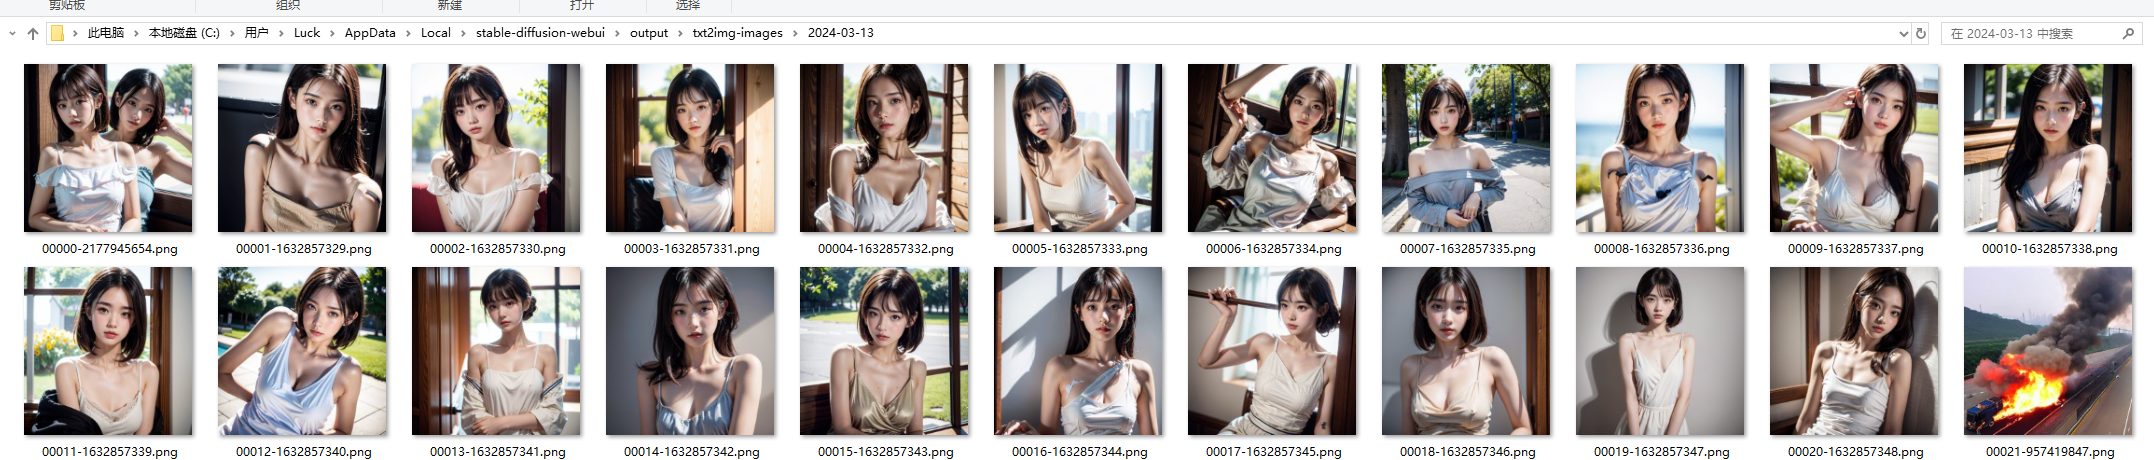 剪贴板 组织 新建 打开 选择
此电脑 本地磁盘 (C:) 用户 Luck AppData Local stable-diffusion-webui output txt2img-images 2024-03-13 在 2024-03-13 中搜索
00000-2177945654.png 00001-1632857329.png 00002-1632857330.png 00003-1632857331.png 00004-1632857332.png 00005-1632857333.png 00006-1632857334.png 00007-1632857335.png 00008-1632857336.png 00009-1632857337.png 00010-1632857338.png
00011-1632857339.png 00012-1632857340.png 00013-1632857341.png 00014-1632857342.png 00015-1632857343.png 00016-1632857344.png 00017-1632857345.png 00018-1632857346.png 00019-1632857347.png 00020-1632857348.png 00021-957419847.png